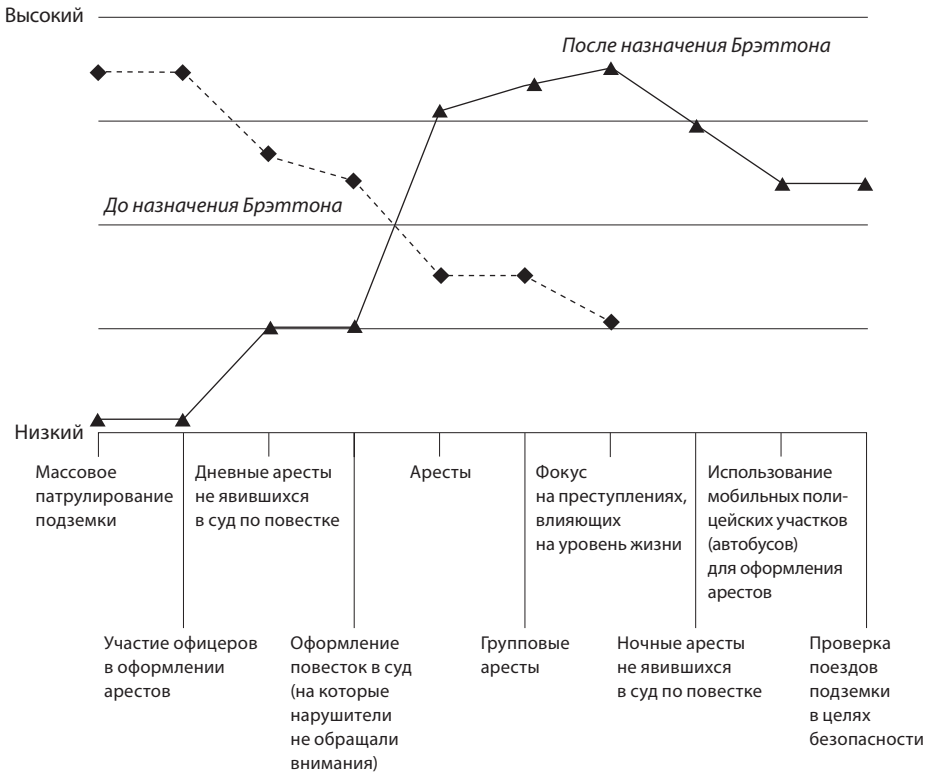 Высокий
После назначения Брэттона
До назначения Брэттона
Низкий
Массовое
патрулирование
подземки
Дневные аресты
не явившихся
в суд по повестке
Аресты
Фокус
на преступлениях,
влияющих
на уровень жизни
Использование
мобильных поли-
цейских участков
(автобусов)
для оформления
арестов
Участие офицеров
в оформлении
арестов
Оформление
повесток в суд
(на которые
нарушители
не обращали
внимания)
Групповые
аресты
Ночные аресты
не явившихся
в суд по повестке
Проверка
поездов
подземки
в целях
безопасности